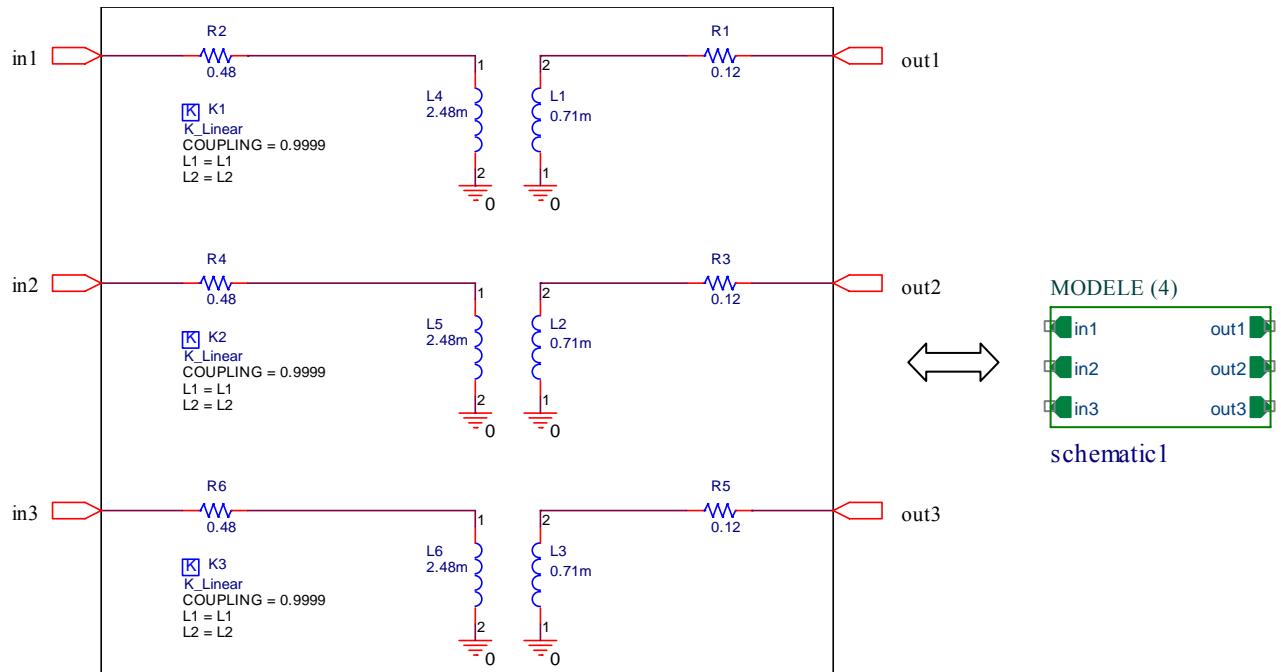 R2
R1
in1
0.48
0.12
out1
1
2
L4
2.48m
L1
0.71m
K K1
K_Linear
COUPLING = 0.9999
L1 = L1
L2 = L2
2
1
0
0
R4
R3
in2
0.48
0.12
out2
1
2
L5
2.48m
L2
0.71m
K K2
K_Linear
COUPLING = 0.9999
L1 = L1
L2 = L2
2
1
0
0
MODELE (4)
in1 out1
in2 out2
in3 out3
schematic1
R6
R5
in3
0.48
0.12
out3
1
2
L6
2.48m
L3
0.71m
K K3
K_Linear
COUPLING = 0.9999
L1 = L1
L2 = L2
2
1
0
0